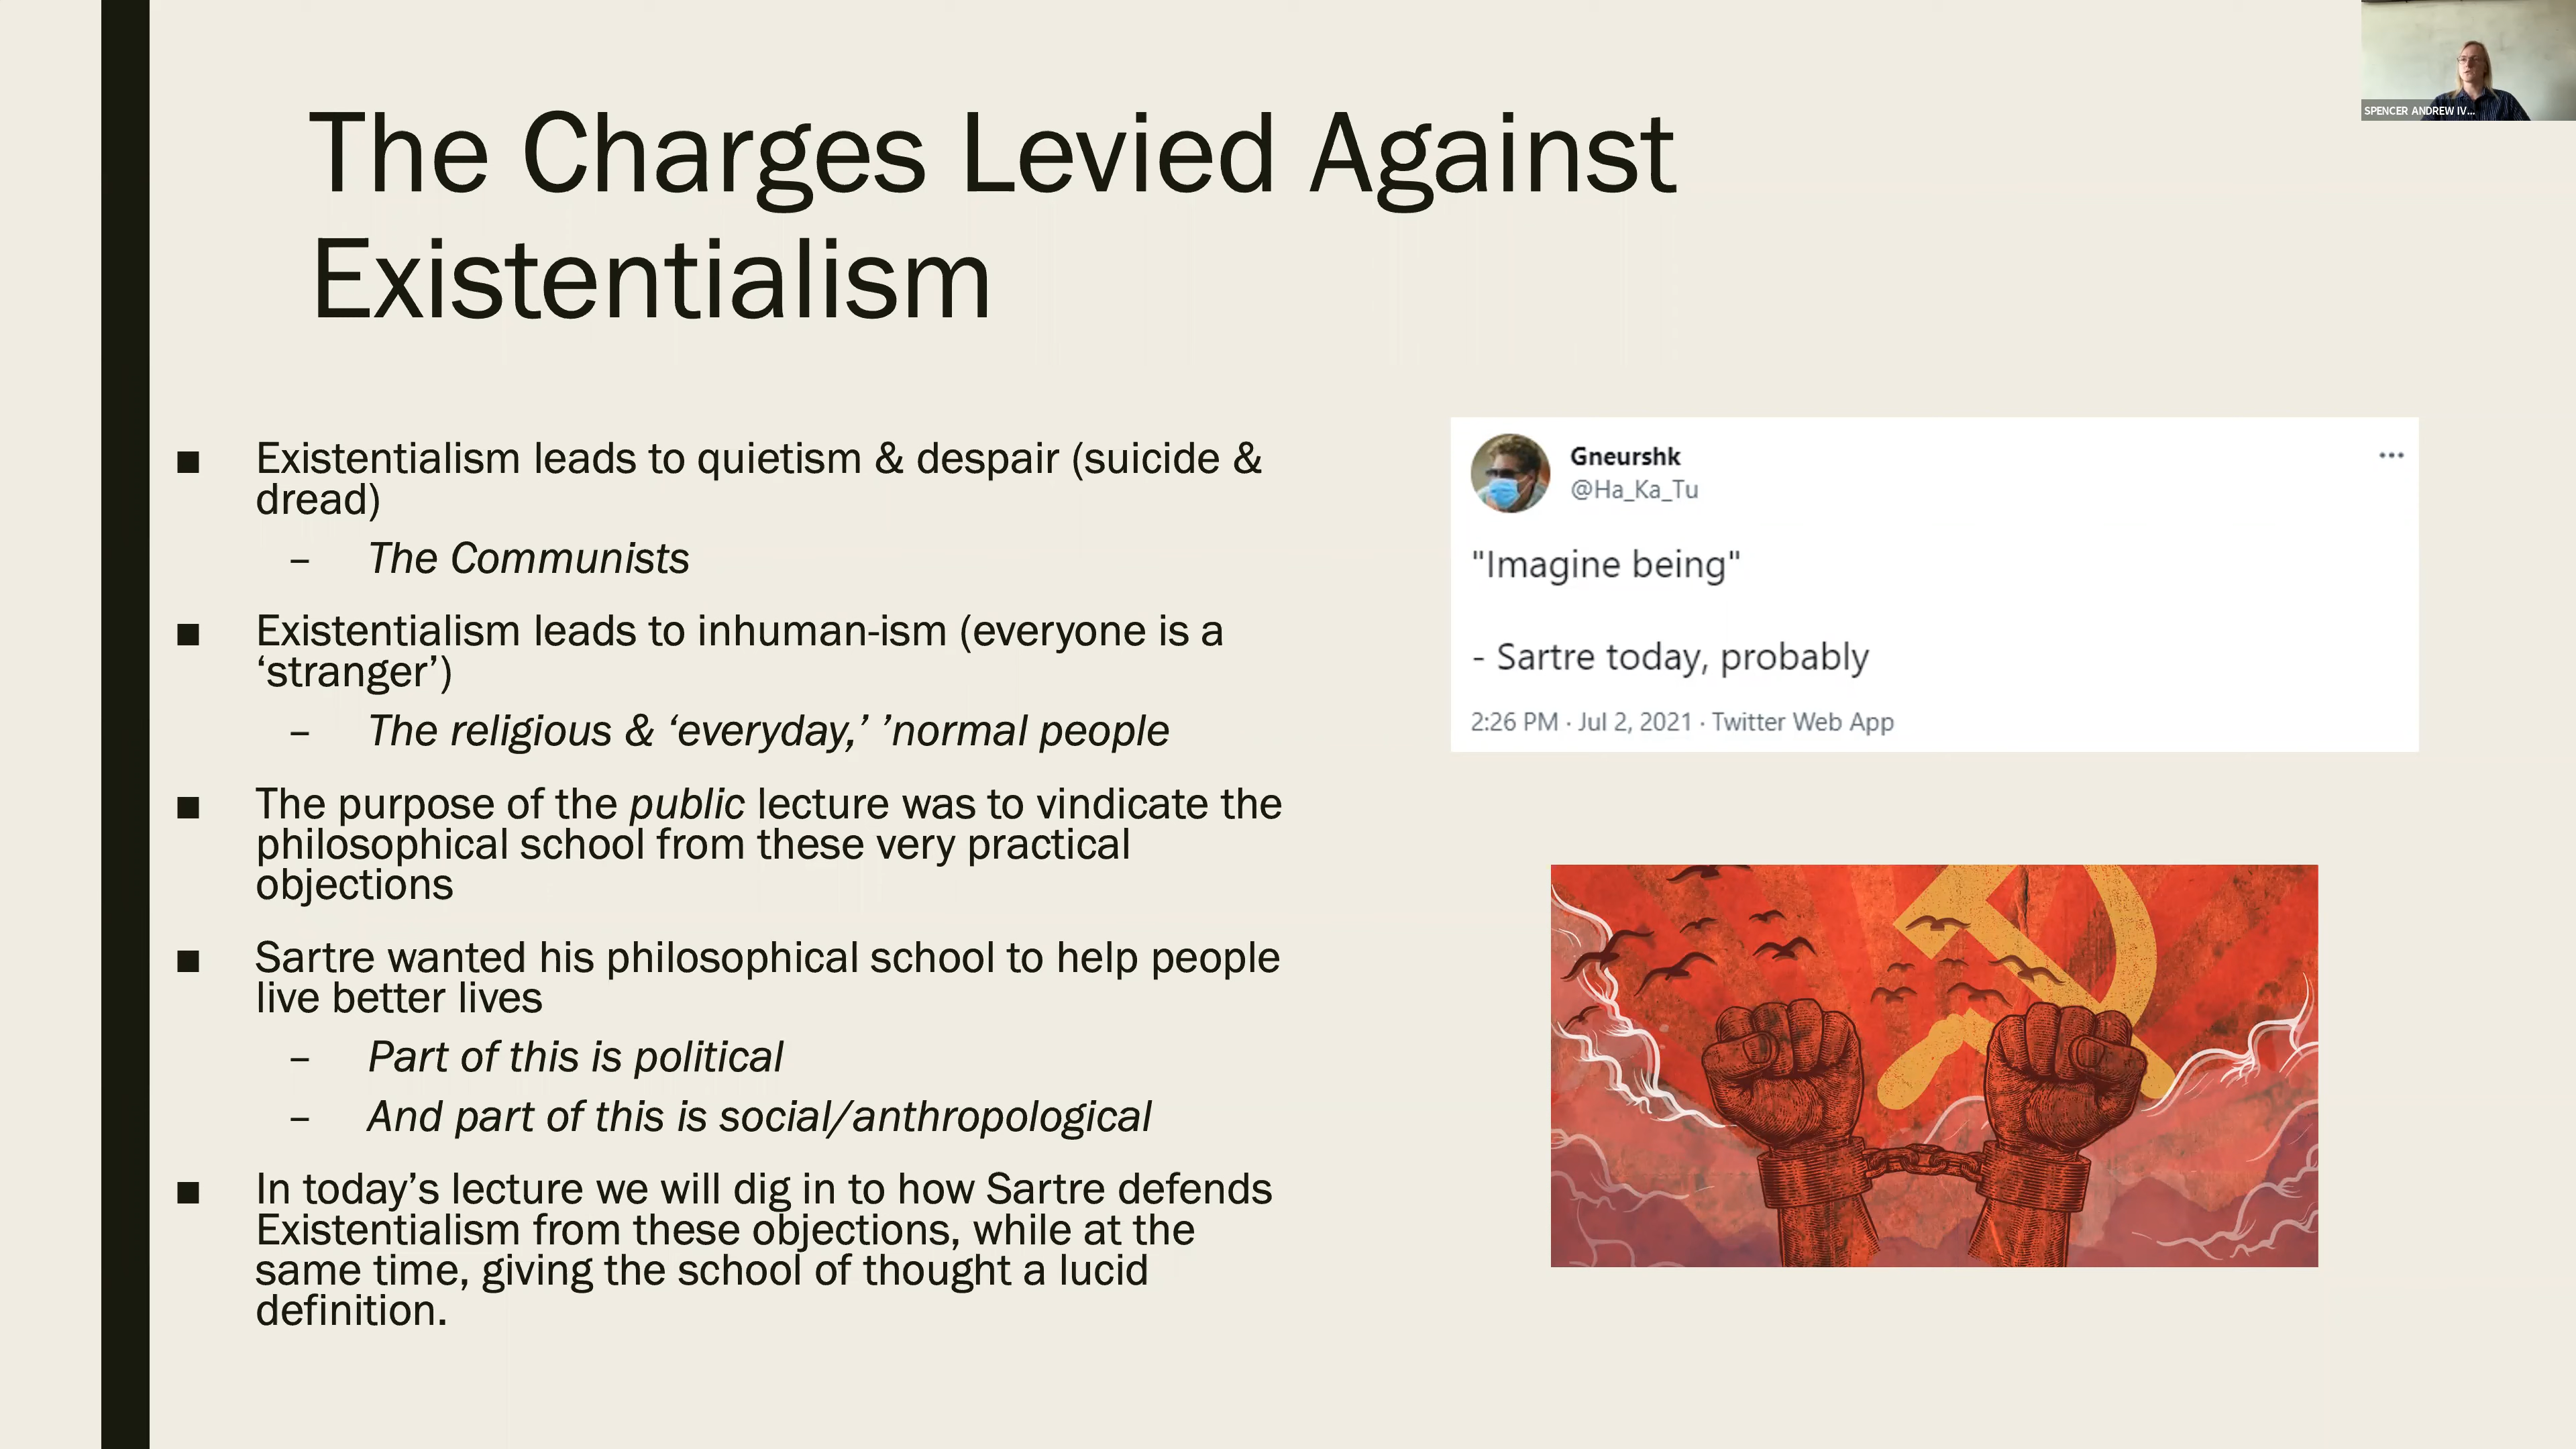 The Charges Levied Against
Existentialism
■ Existentialism leads to quietism & despair (suicide &
dread)
– The Communists
■ Existentialism leads to inhuman-ism (everyone is a
‘stranger’)
– The religious & ‘everyday,’ ’normal people
■ The purpose of the public lecture was to vindicate the
philosophical school from these very practical
objections
■ Sartre wanted his philosophical school to help people
live better lives
– Part of this is political
– And part of this is social/anthropological
■ In today’s lecture we will dig in to how Sartre defends
Existentialism from these objections, while at the
same time, giving the school of thought a lucid
definition.
Gneurshk
@Ha_Ka_Tu
"Imagine being"
- Sartre today, probably
2:26 PM · Jul 2, 2021 · Twitter Web App
SPENCER ANDREW IV...